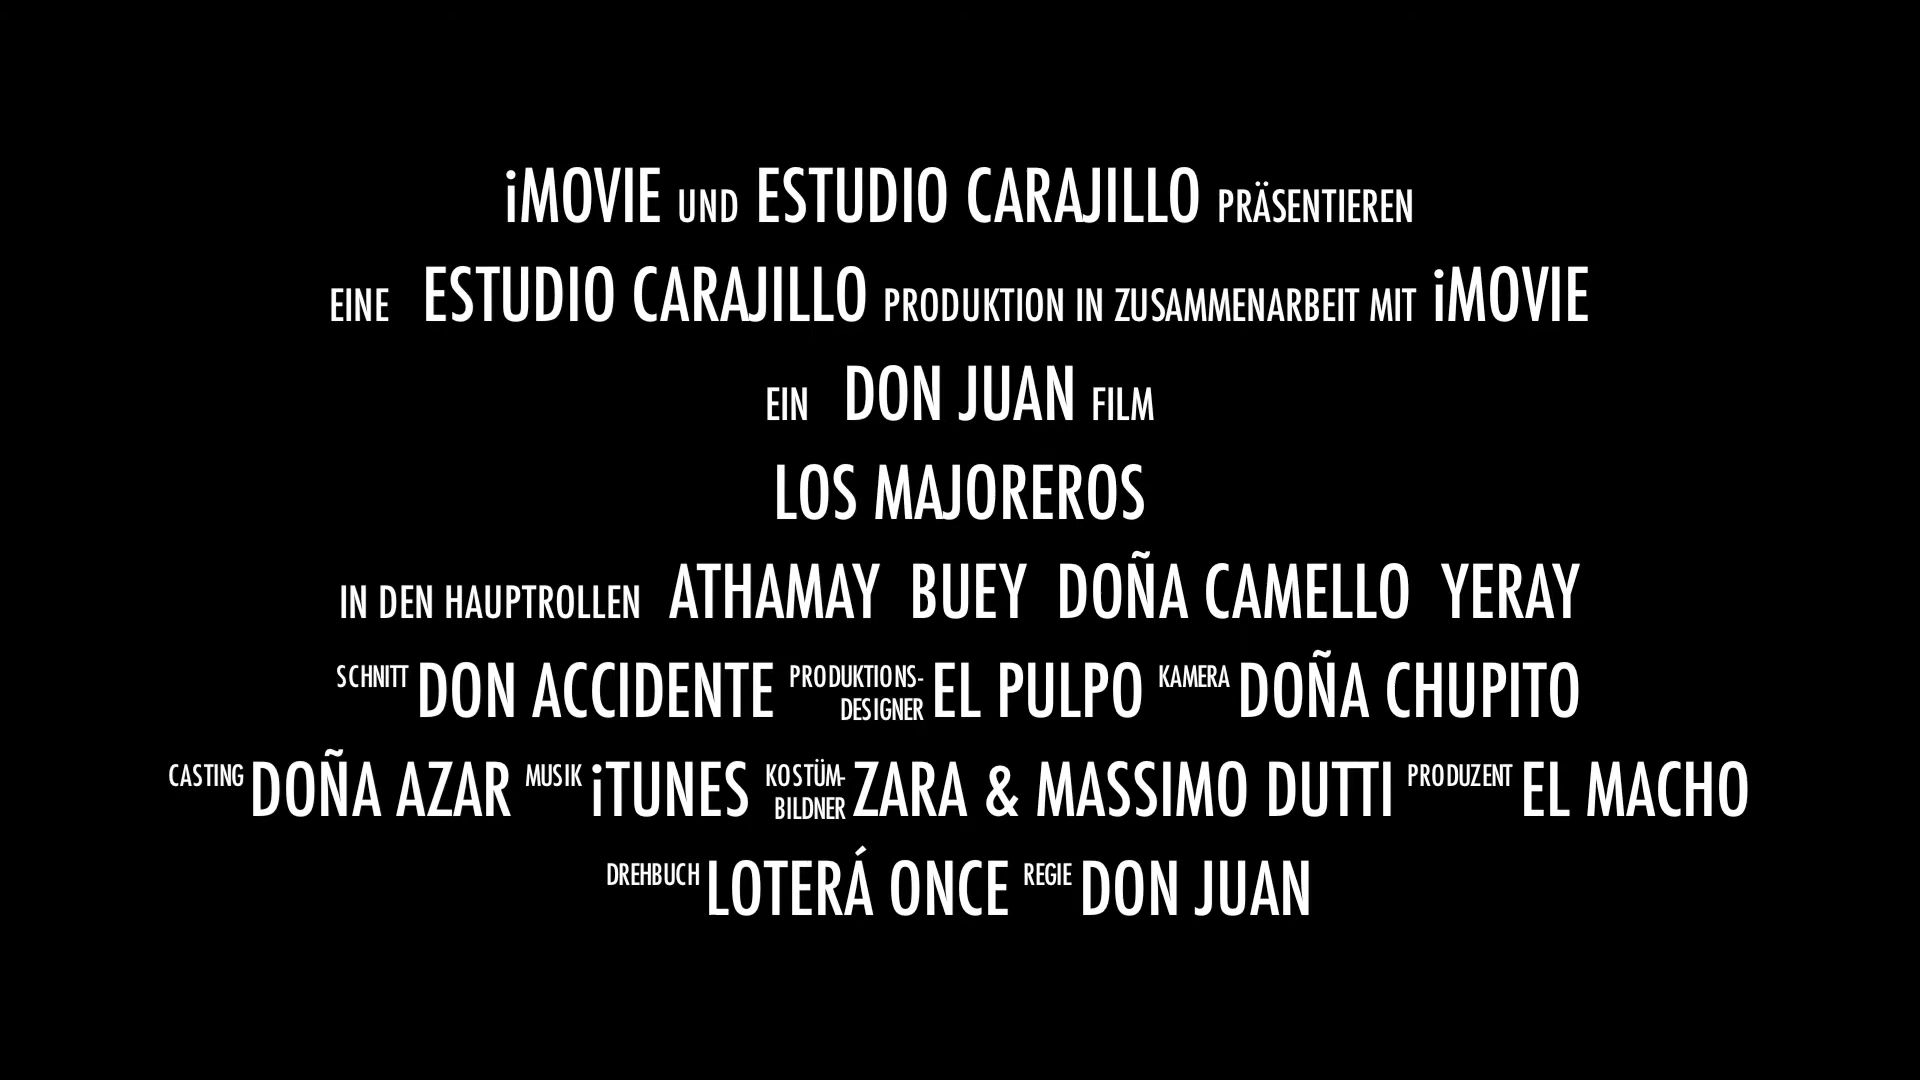 iMOVIE UND ESTUDIO CARAJILLO PRÄSENTIEREN
EINE ESTUDIO CARAJILLO PRODUKTION IN ZUSAMMENARBEIT MIT iMOVIE
EIN DON JUAN FILM
LOS MAJOREROS
IN DEN HAUPTROLLEN ATHAMAY BUEY DOÑA CAMELLO YERAY
SCHNITT DON ACCIDENTE PRODUKTIONS-DESIGNER EL PULPO KAMERA DOÑA CHUPITO
CASTING DOÑA AZAR MUSIK iTUNES KOSTÜM-BILDNER ZARA & MASSIMO DUTTI PRODUZENT EL MACHO
DREHBUCH LOTERÁ ONCE REGIE DON JUAN